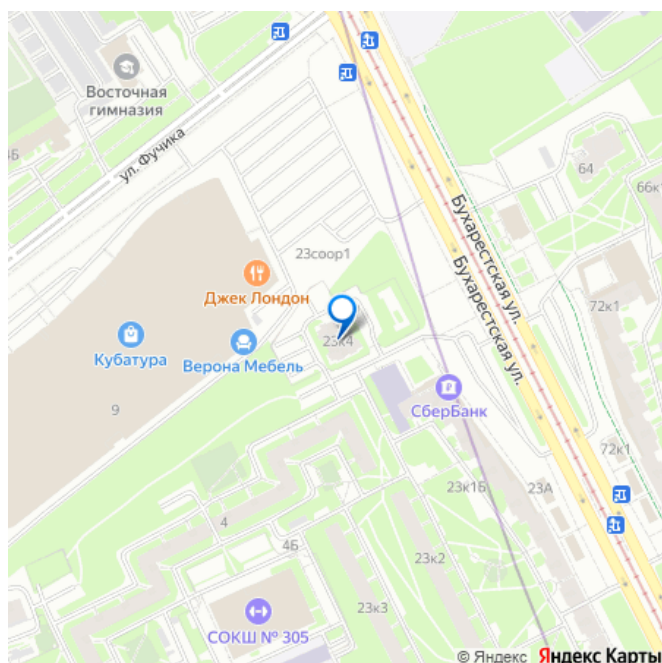 Восточная
гимназия
4Б
ул. Фучика
64
66к1
23соор1
Бухарестская ул.
Бухарестская ул.
Джек Лондон
72к1
23к4
Кубатура
Верона Мебель
СберБанк
9
72к1
23к1Б
23А
4
4Б
23к2
23к3
СОКШ № 305
© Яндекс Яндекс Карты